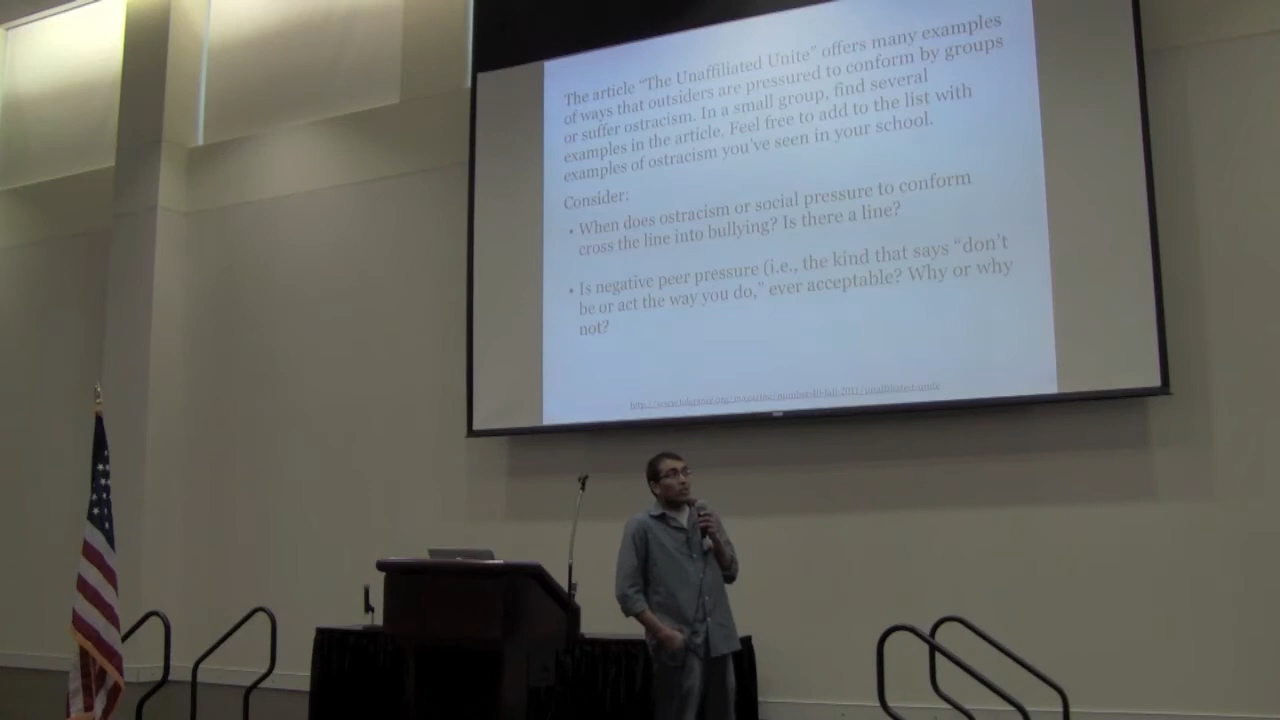 The article “The Unaffiliated Unite” offers many examples
of ways that outsiders are pressured to conform by groups
or suffer ostracism. In a small group, find several
examples in the article. Feel free to add to the list with
examples of ostracism you’ve seen in your school.
Consider:
• When does ostracism or social pressure to conform
cross the line into bullying? Is there a line?
• Is negative peer pressure (i.e., the kind that says “don’t
be or act the way you do,” ever acceptable? Why or why
not?